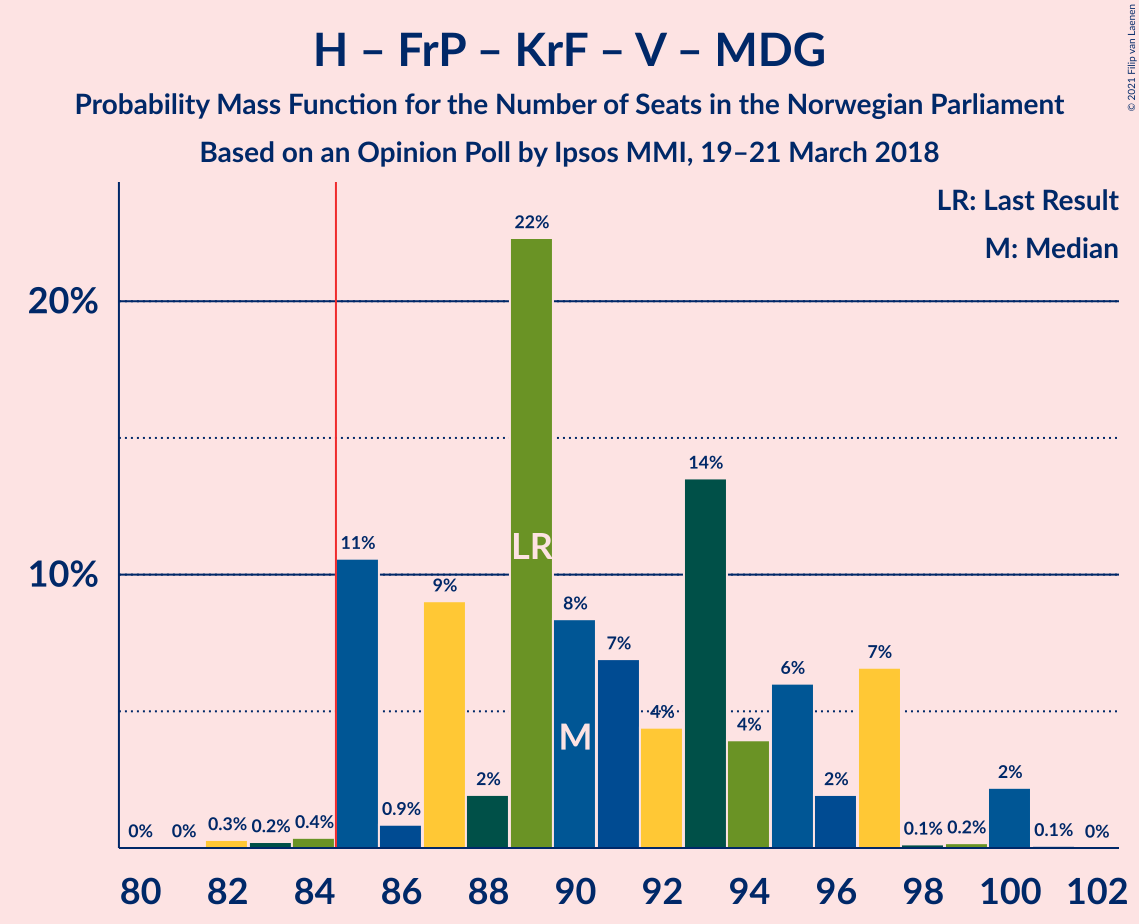 H – FrP – KrF – V – MDG
Probability Mass Function for the Number of Seats in the Norwegian Parliament
Based on an Opinion Poll by Ipsos MMI, 19–21 March 2018
© 2021 Filip van Laenen
LR: Last Result
M: Median
20%
10%
0% 0% 0.3% 0.2% 0.4% 11% 0.9% 9% 2% 22% 8% 7% 4% 14% 4% 6% 2% 7% 0.1% 0.2% 2% 0.1% 0%
LR
M
80 82 84 86 88 90 92 94 96 98 100 102